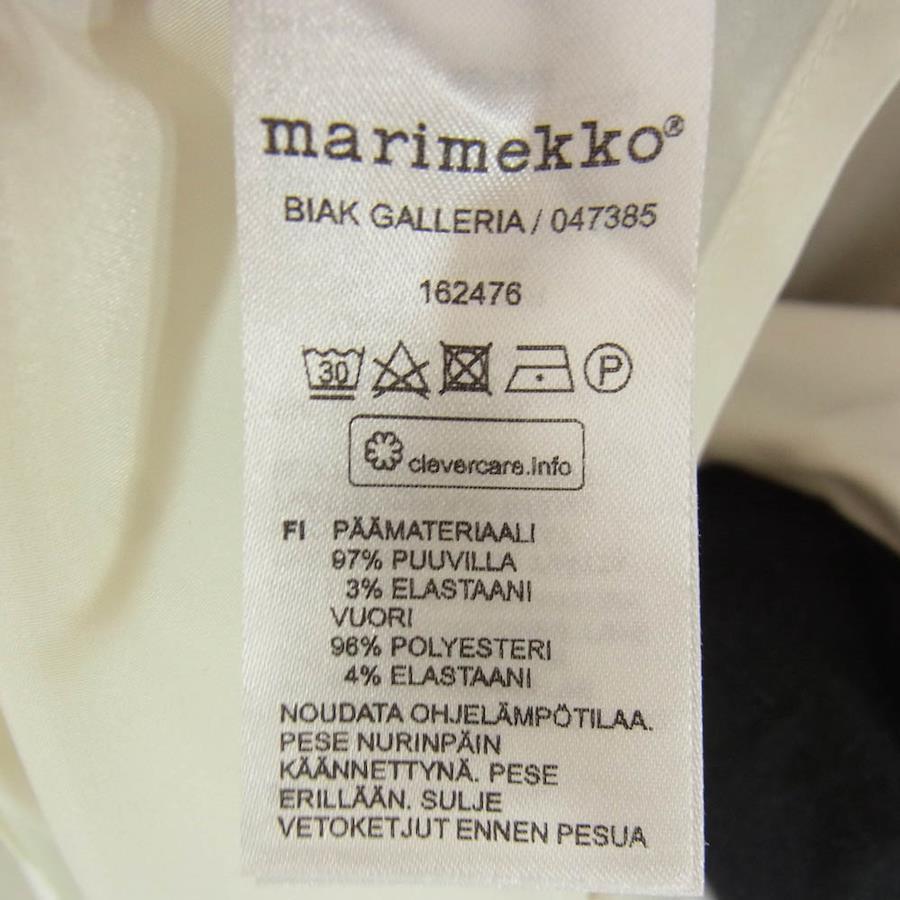 marimekko®
BIAK GALLERIA / 047385
162476
30 P
clevercare.info
FI PÄÄMATERIAALI
97% PUUVILLA
3% ELASTAANI
VUORI
96% POLYESTERI
4% ELASTAANI
NOUDATA OHJELÄMPÖTILAA.
PESE NURINPÄIN
KÄÄNNETTYNÄ. PESE
ERILLÄÄN. SULJE
VETOKETJUT ENNEN PESUA